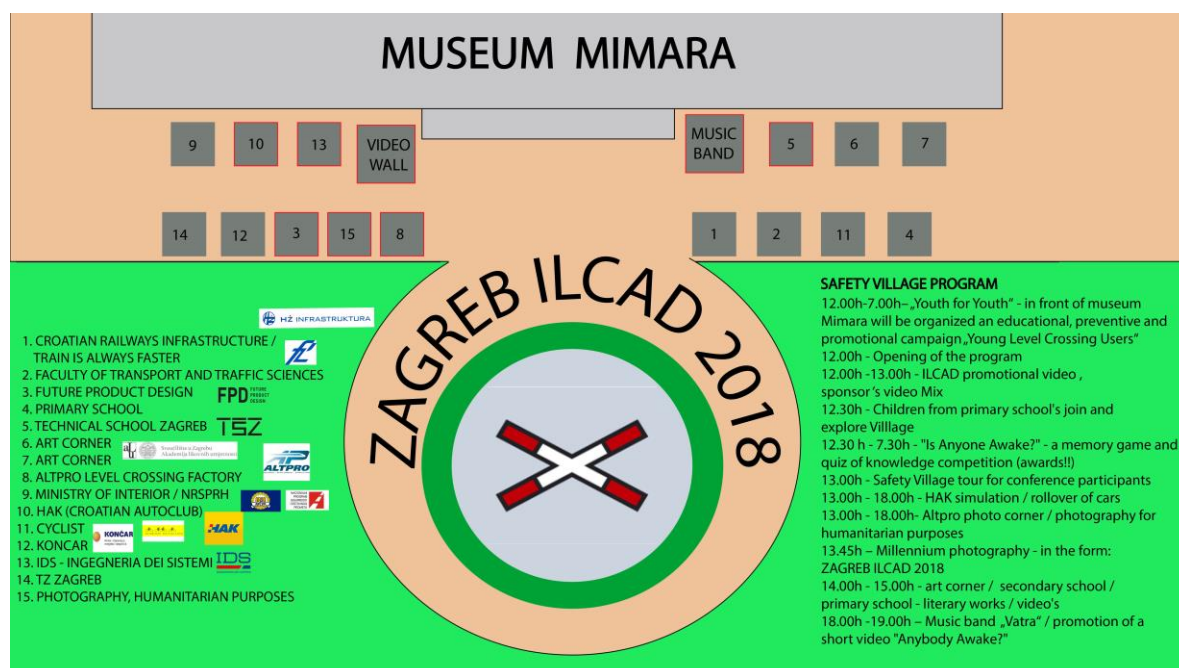 MUSEUM MIMARA
9
10
13
VIDEO
WALL
MUSIC
BAND
5
6
7
14
12
3
15
8
1
2
11
4
ZAGREB ILCAD 2018
HŽ INFRASTRUKTURA
1. CROATIAN RAILWAYS INFRASTRUCTURE /
TRAIN IS ALWAYS FASTER
2. FACULTY OF TRANSPORT AND TRAFFIC SCIENCES
3. FUTURE PRODUCT DESIGN
FPD FUTURE
PRODUCT
DESIGN
4. PRIMARY SCHOOL
5. TECHNICAL SCHOOL ZAGREB
TSZ
6. ART CORNER
7. ART CORNER
ALTPRO
8. ALTPRO LEVEL CROSSING FACTORY
9. MINISTRY OF INTERIOR / NRSPRH
10. HAK (CROATIAN AUTOCLUB)
HAK
11. CYCLIST
KONČAR
12. KONCAR
13. IDS - INGEGNERIA DEI SISTEMI
IDS
14. TZ ZAGREB
15. PHOTOGRAPHY, HUMANITARIAN PURPOSES
SAFETY VILLAGE PROGRAM
12.00h-7.00h– „Youth for Youth“ - in front of museum
Mimara will be organized an educational, preventive and
promotional campaign „Young Level Crossing Users“
12.00h - Opening of the program
12.00h -13.00h - ILCAD promotional video ,
sponsor´s video Mix
12.30h - Children from primary school's join and
explore Villlage
12.30 h - 7.30h - "Is Anyone Awake?" - a memory game and
quiz of knowledge competition (awards!!)
13.00h - Safety Village tour for conference participants
13.00h - 18.00h - HAK simulation / rollover of cars
13.00h - 18.00h- Altpro photo corner / photography for
humanitarian purposes
13.45h – Millennium photography - in the form:
ZAGREB ILCAD 2018
14.00h - 15.00h - art corner / secondary school /
primary school - literary works / video's
18.00h -19.00h – Music band „Vatra“ / promotion of a
short video "Anybody Awake?"